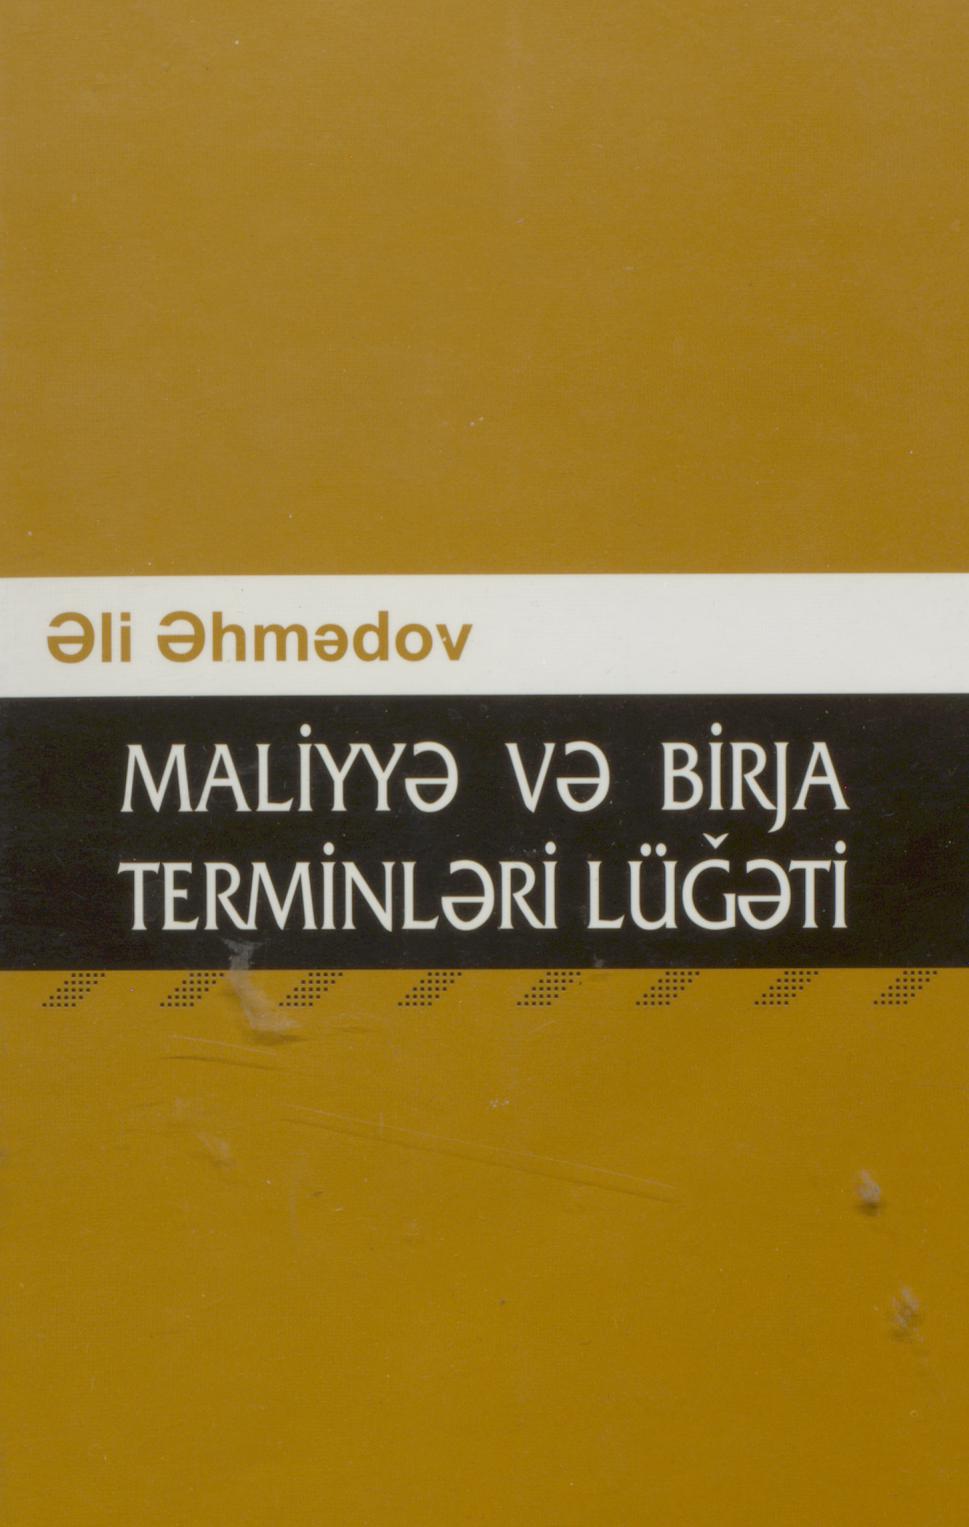 Əli Əhmədov
MALİYYƏ VƏ BİRJA
TERMİNLƏRİ LÜĞƏTİ